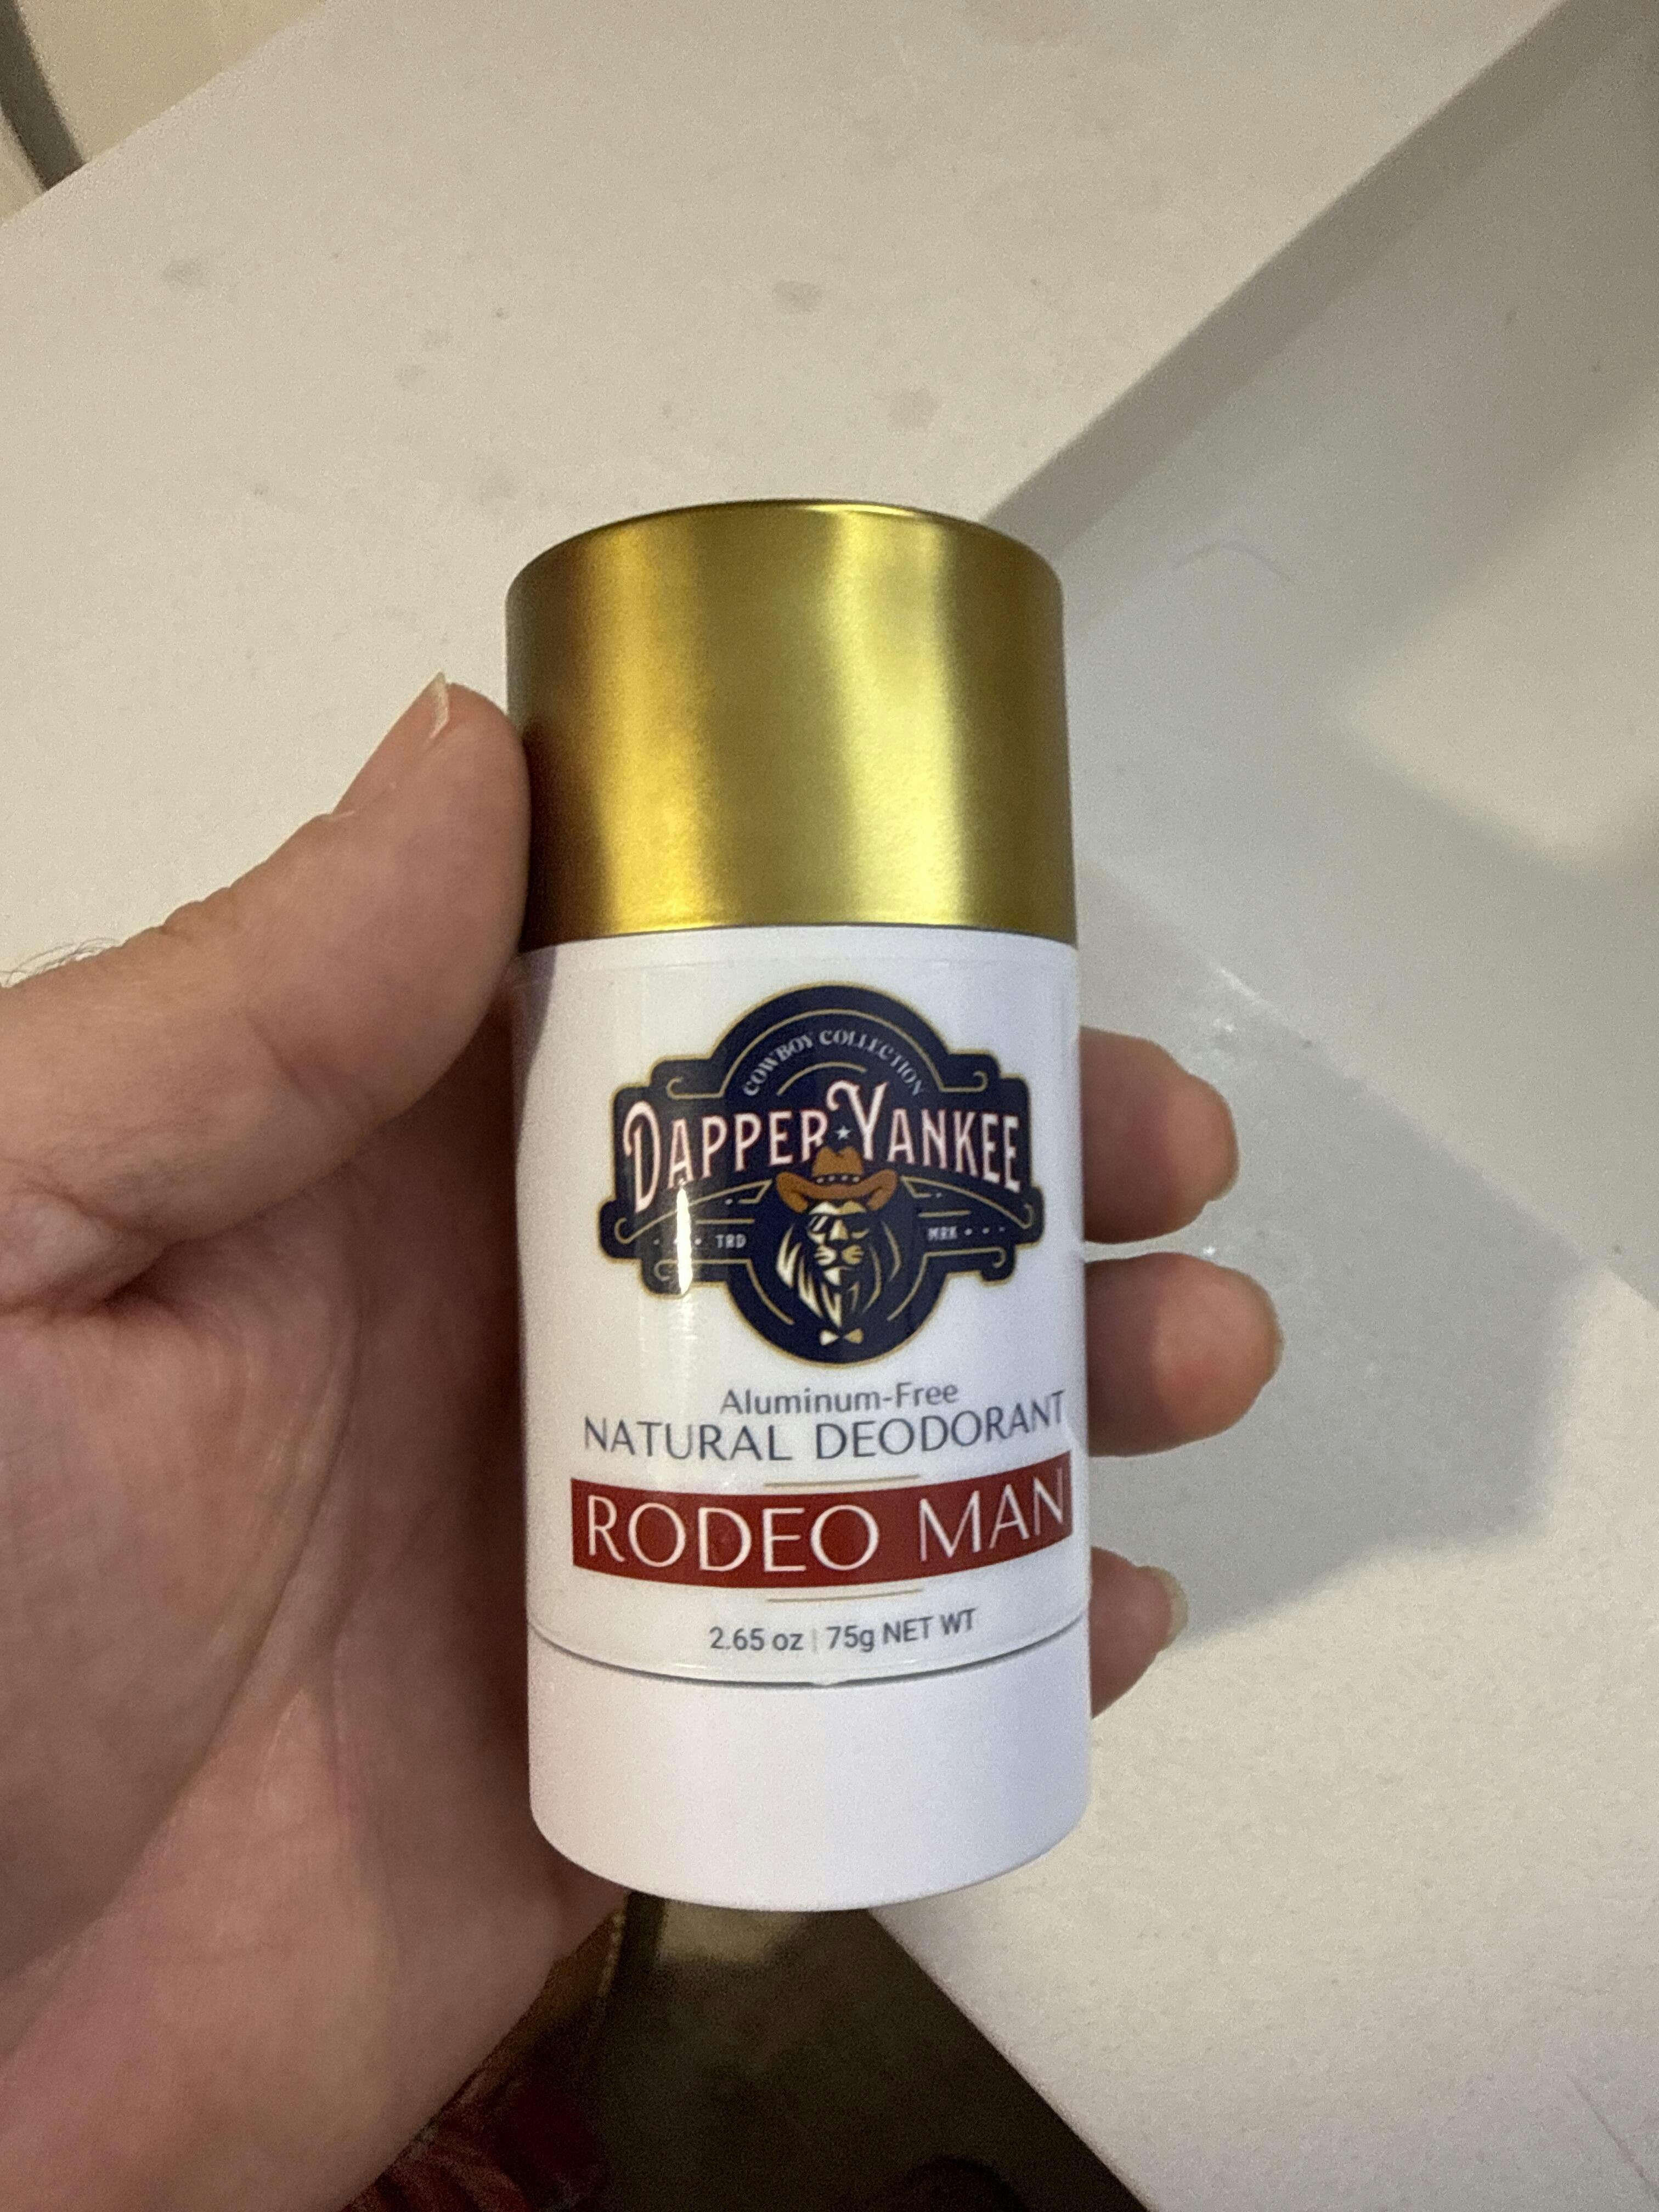 COWBOY COLLECTION
DAPPER YANKEE
TRD MRK
Aluminum-Free
NATURAL DEODORANT
RODEO MAN
2.65 oz | 75g NET WT